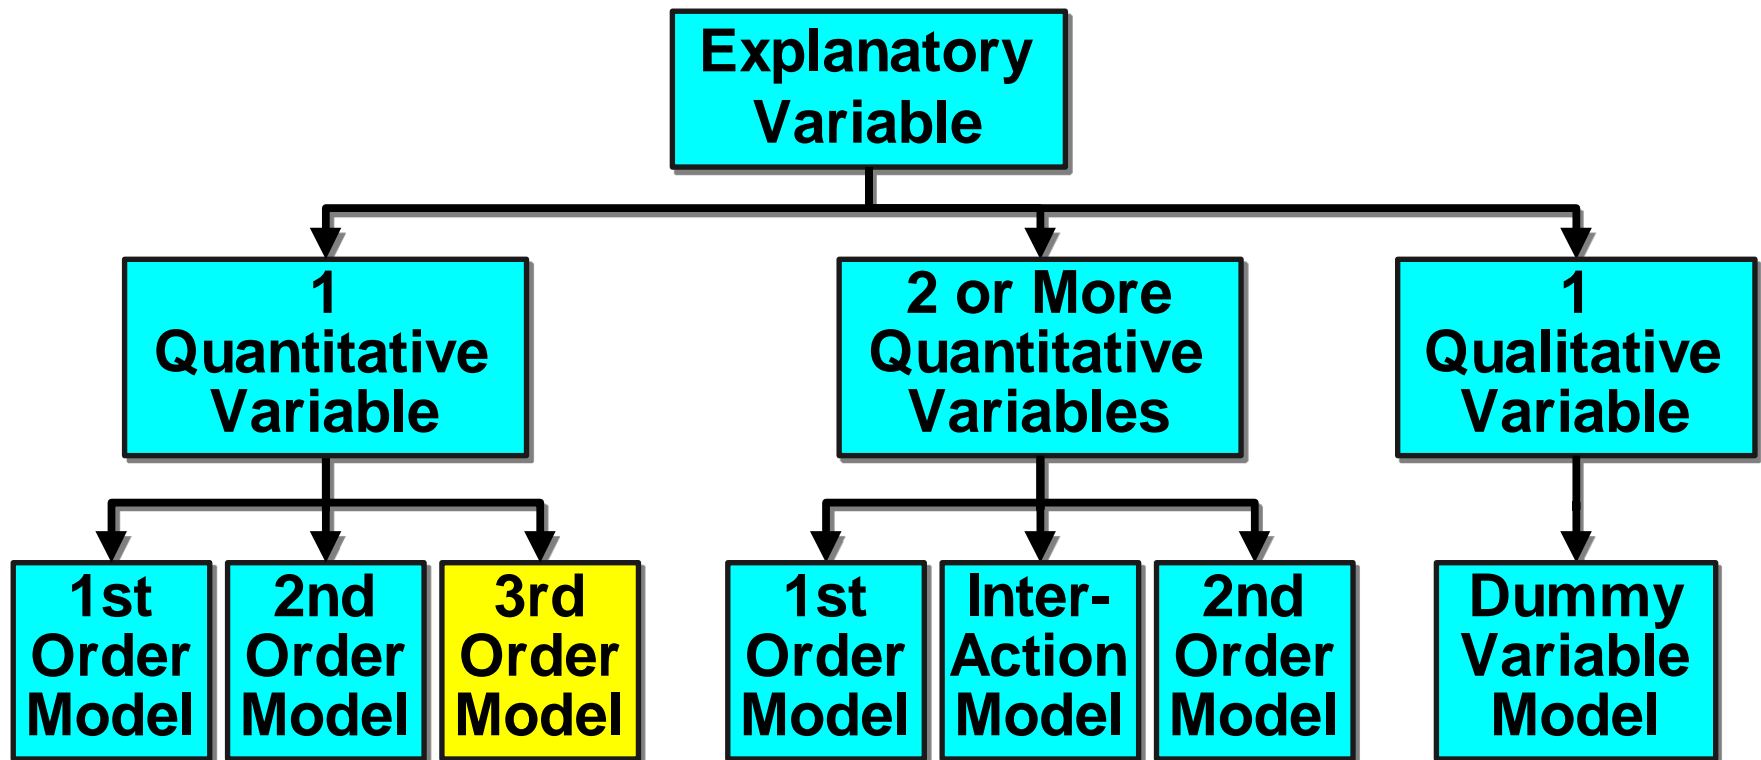 Explanatory
Variable
1
Quantitative
Variable
2 or More
Quantitative
Variables
1
Qualitative
Variable
1st
Order
Model
2nd
Order
Model
3rd
Order
Model
1st
Order
Model
Inter-
Action
Model
2nd
Order
Model
Dummy
Variable
Model